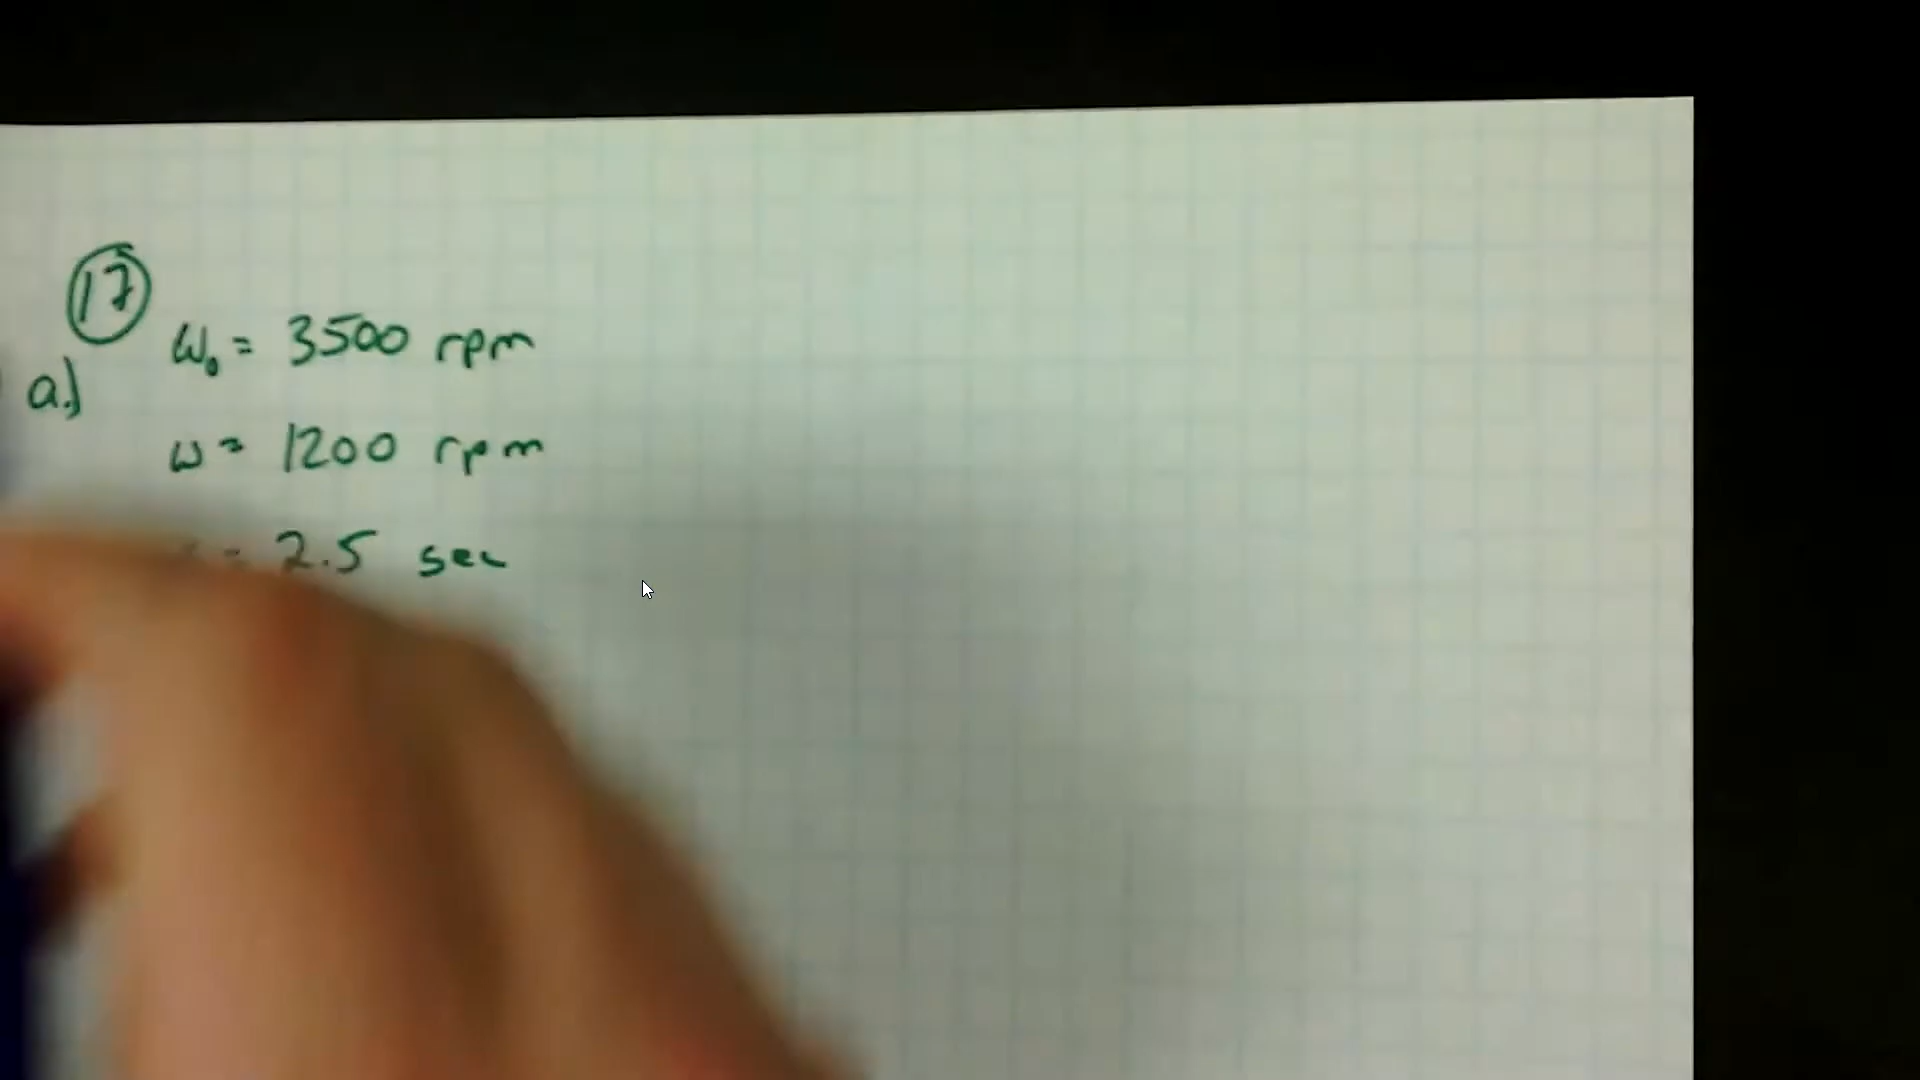 17
ω₀ = 3500 rpm
a.)
ω = 1200 rpm
= 2.5 sec